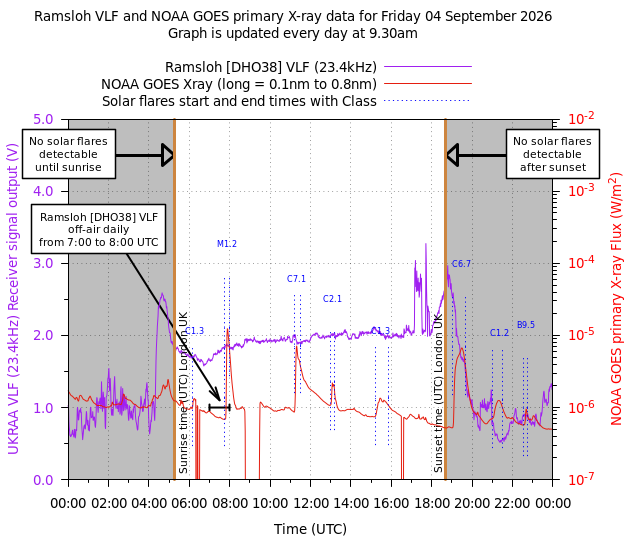 Ramsloh VLF and NOAA GOES primary X-ray data for Friday 04 September 2026
Graph is updated every day at 9.30am
Ramsloh [DHO38] VLF (23.4kHz)
NOAA GOES Xray (long = 0.1nm to 0.8nm)
Solar flares start and end times with Class
5.0
4.0
3.0
2.0
1.0
0.0
UKRAA VLF (23.4kHz) Receiver signal output (V)
No solar flares
detectable
until sunrise
Ramsloh [DHO38] VLF
off-air daily
from 7:00 to 8:00 UTC
No solar flares
detectable
after sunset
C1.3
M1.2
C7.1
C2.1
C1.3
C6.7
C1.2
B9.5
Sunrise time (UTC) London UK
Sunset time (UTC) London UK
10⁻²
10⁻³
10⁻⁴
10⁻⁵
10⁻⁶
10⁻⁷
NOAA GOES primary X-ray Flux (W/m²)
00:00 02:00 04:00 06:00 08:00 10:00 12:00 14:00 16:00 18:00 20:00 22:00 00:00
Time (UTC)